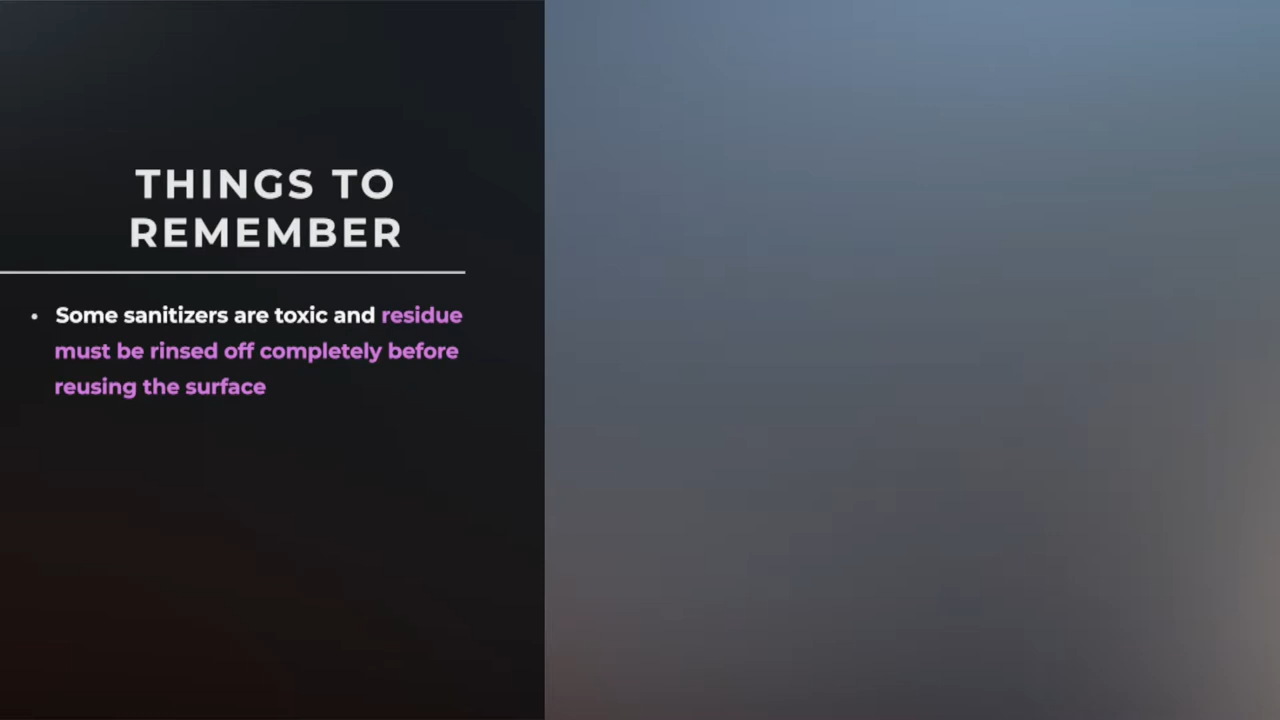 THINGS TO
REMEMBER
• Some sanitizers are toxic and residue
must be rinsed off completely before
reusing the surface